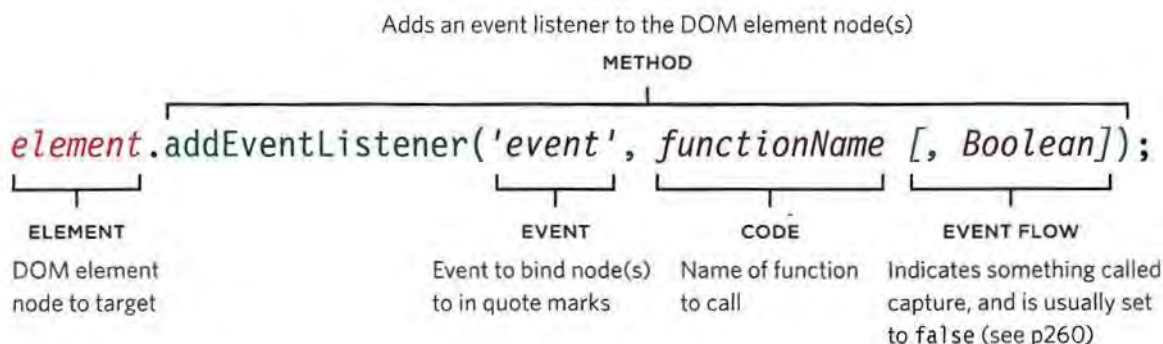 Adds an event listener to the DOM element node(s)
METHOD
element.addEventListener('event', functionName [, Boolean]);
ELEMENT
DOM element
node to target
EVENT
Event to bind node(s)
to in quote marks
CODE
Name of function
to call
EVENT FLOW
Indicates something called
capture, and is usually set
to false (see p260)